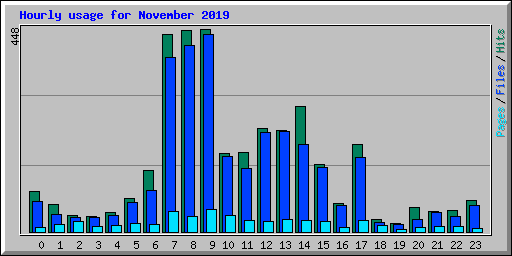 Hourly usage for November 2019
448
Pages / Files / Hits
0 1 2 3 4 5 6 7 8 9 10 11 12 13 14 15 16 17 18 19 20 21 22 23